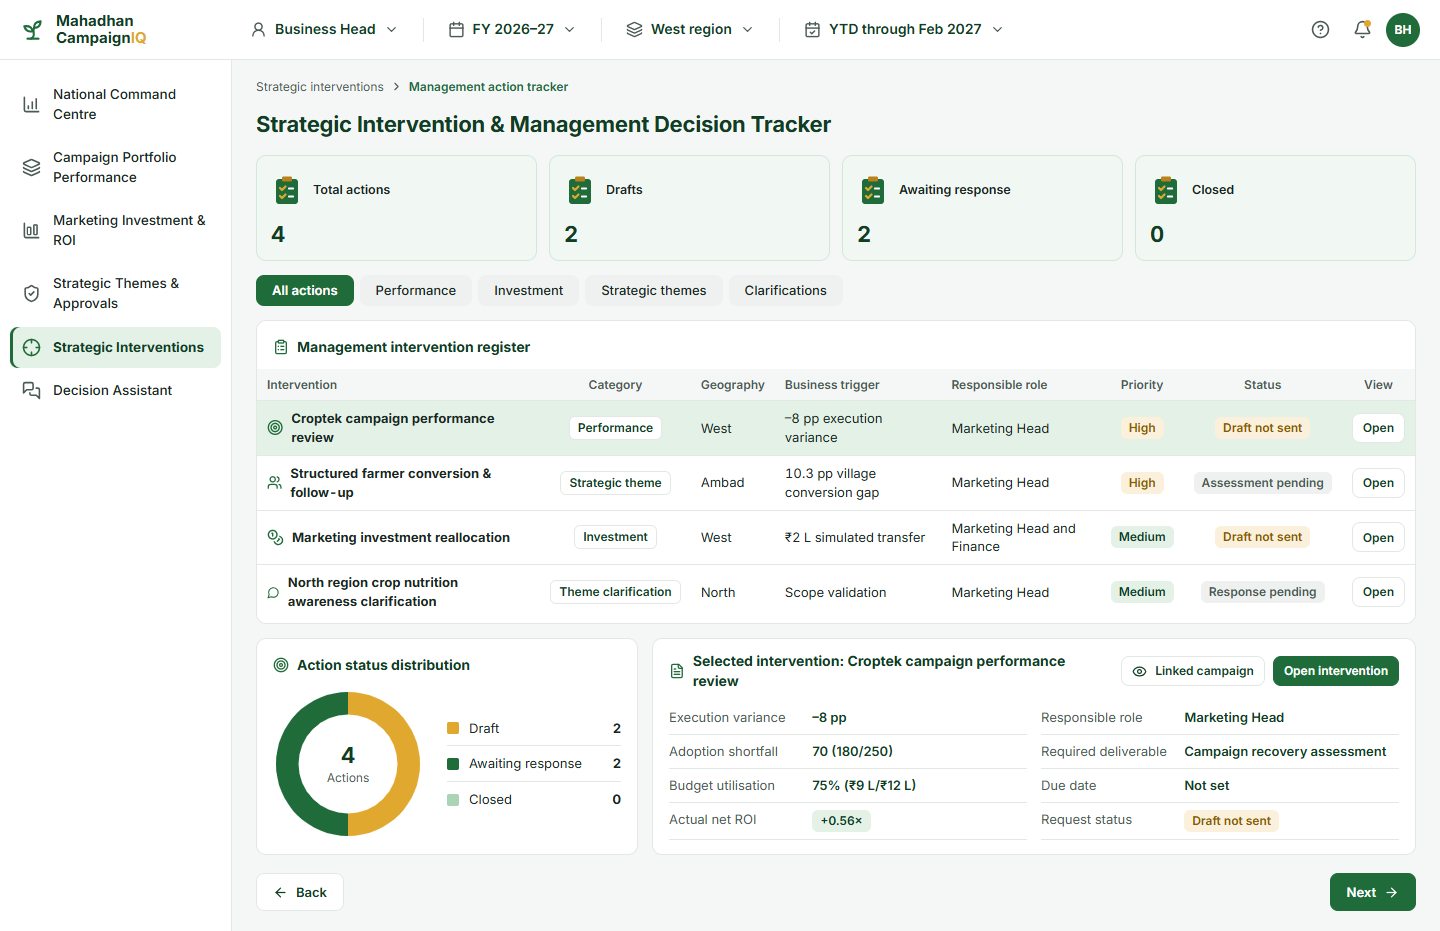 Mahadhan
CampaignIQ
Business Head
FY 2026–27
West region
YTD through Feb 2027
BH
National Command
Centre
Campaign Portfolio
Performance
Marketing Investment &
ROI
Strategic Themes &
Approvals
Strategic Interventions
Decision Assistant
Strategic interventions > Management action tracker
Strategic Intervention & Management Decision Tracker
Total actions
4
Drafts
2
Awaiting response
2
Closed
0
All actions
Performance
Investment
Strategic themes
Clarifications
Management intervention register
Intervention Category Geography Business trigger Responsible role Priority Status View
Croptek campaign performance
review
Performance
West
–8 pp execution
variance
Marketing Head
High
Draft not sent
Open
Structured farmer conversion &
follow-up
Strategic theme
Ambad
10.3 pp village
conversion gap
Marketing Head
High
Assessment pending
Open
Marketing investment reallocation
Investment
West
₹2 L simulated transfer
Marketing Head and
Finance
Medium
Draft not sent
Open
North region crop nutrition
awareness clarification
Theme clarification
North
Scope validation
Marketing Head
Medium
Response pending
Open
Action status distribution
4
Actions
Draft 2
Awaiting response 2
Closed 0
Selected intervention: Croptek campaign performance
review
Linked campaign
Open intervention
Execution variance –8 pp
Adoption shortfall 70 (180/250)
Budget utilisation 75% (₹9 L/₹12 L)
Actual net ROI +0.56×
Responsible role Marketing Head
Required deliverable Campaign recovery assessment
Due date Not set
Request status Draft not sent
Back
Next